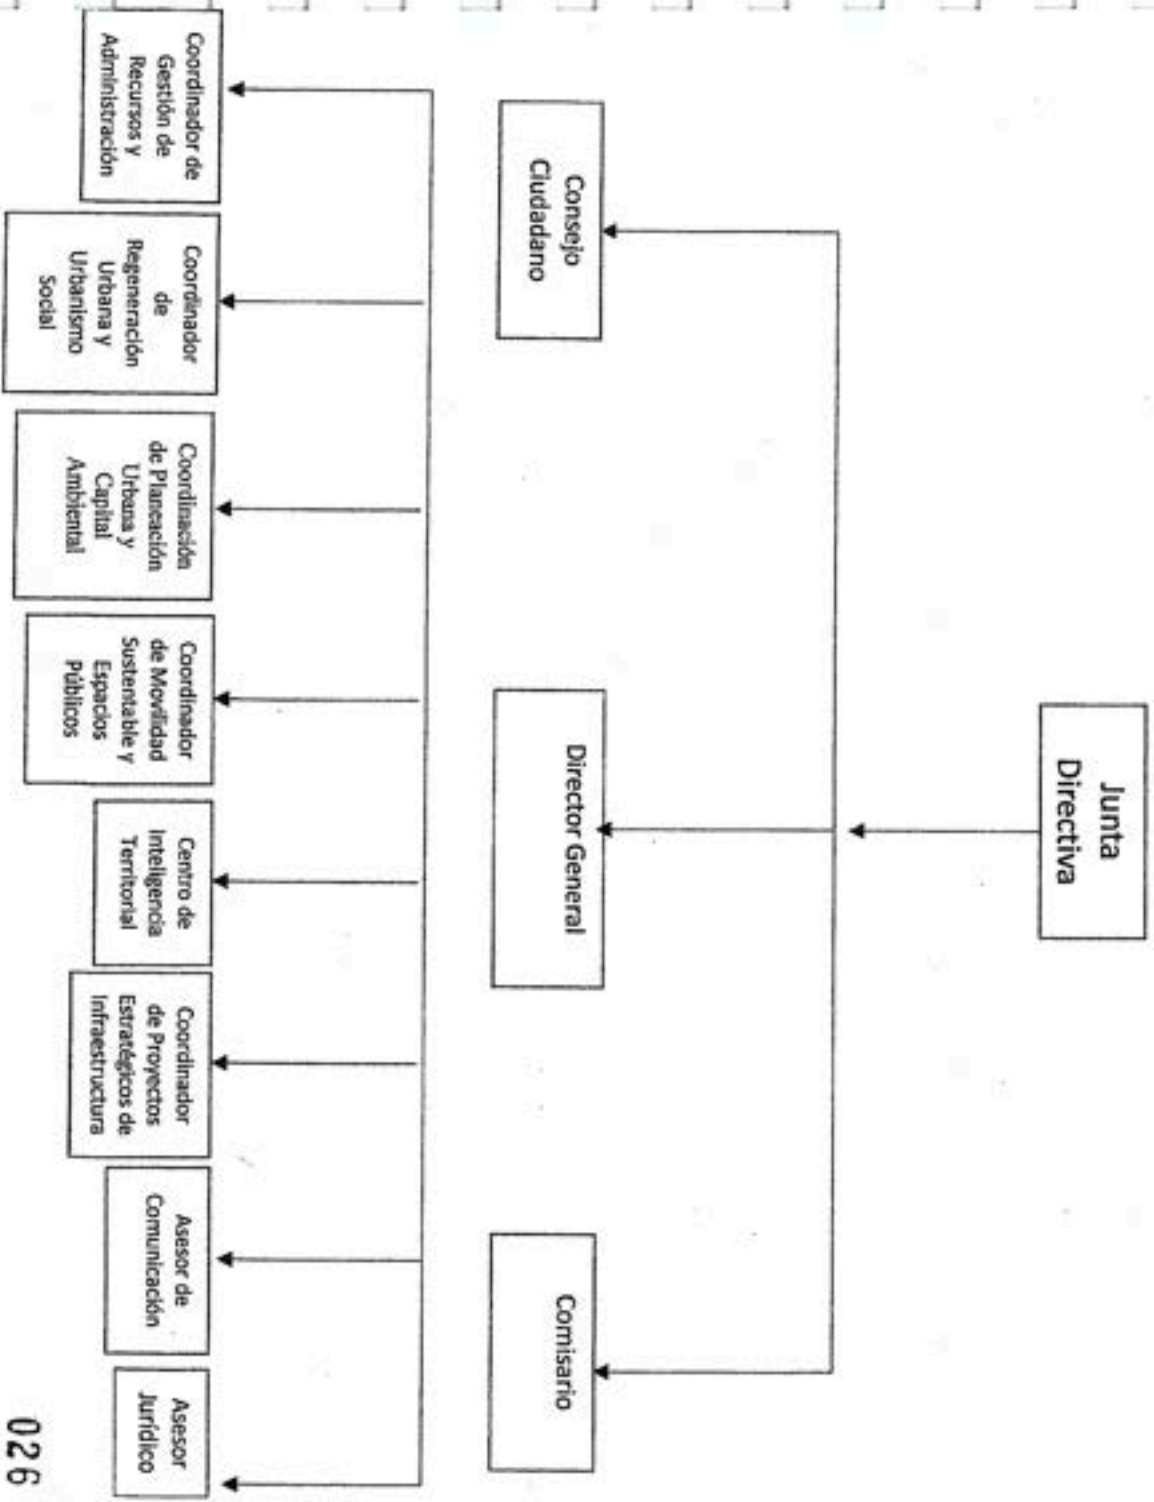 Junta
Directiva
Consejo
Ciudadano
Director General
Comisario
Coordinador de
Gestión de
Recursos y
Administración
Coordinador
de
Regeneración
Urbana y
Urbanismo
Social
Coordinación
de Planeación
Urbana y
Capital
Ambiental
Coordinador
de Movilidad
Sustentable y
Espacios
Públicos
Centro de
Inteligencia
Territorial
Coordinador
de Proyectos
Estratégicos de
Infraestructura
Asesor de
Comunicación
Asesor
Jurídico
026